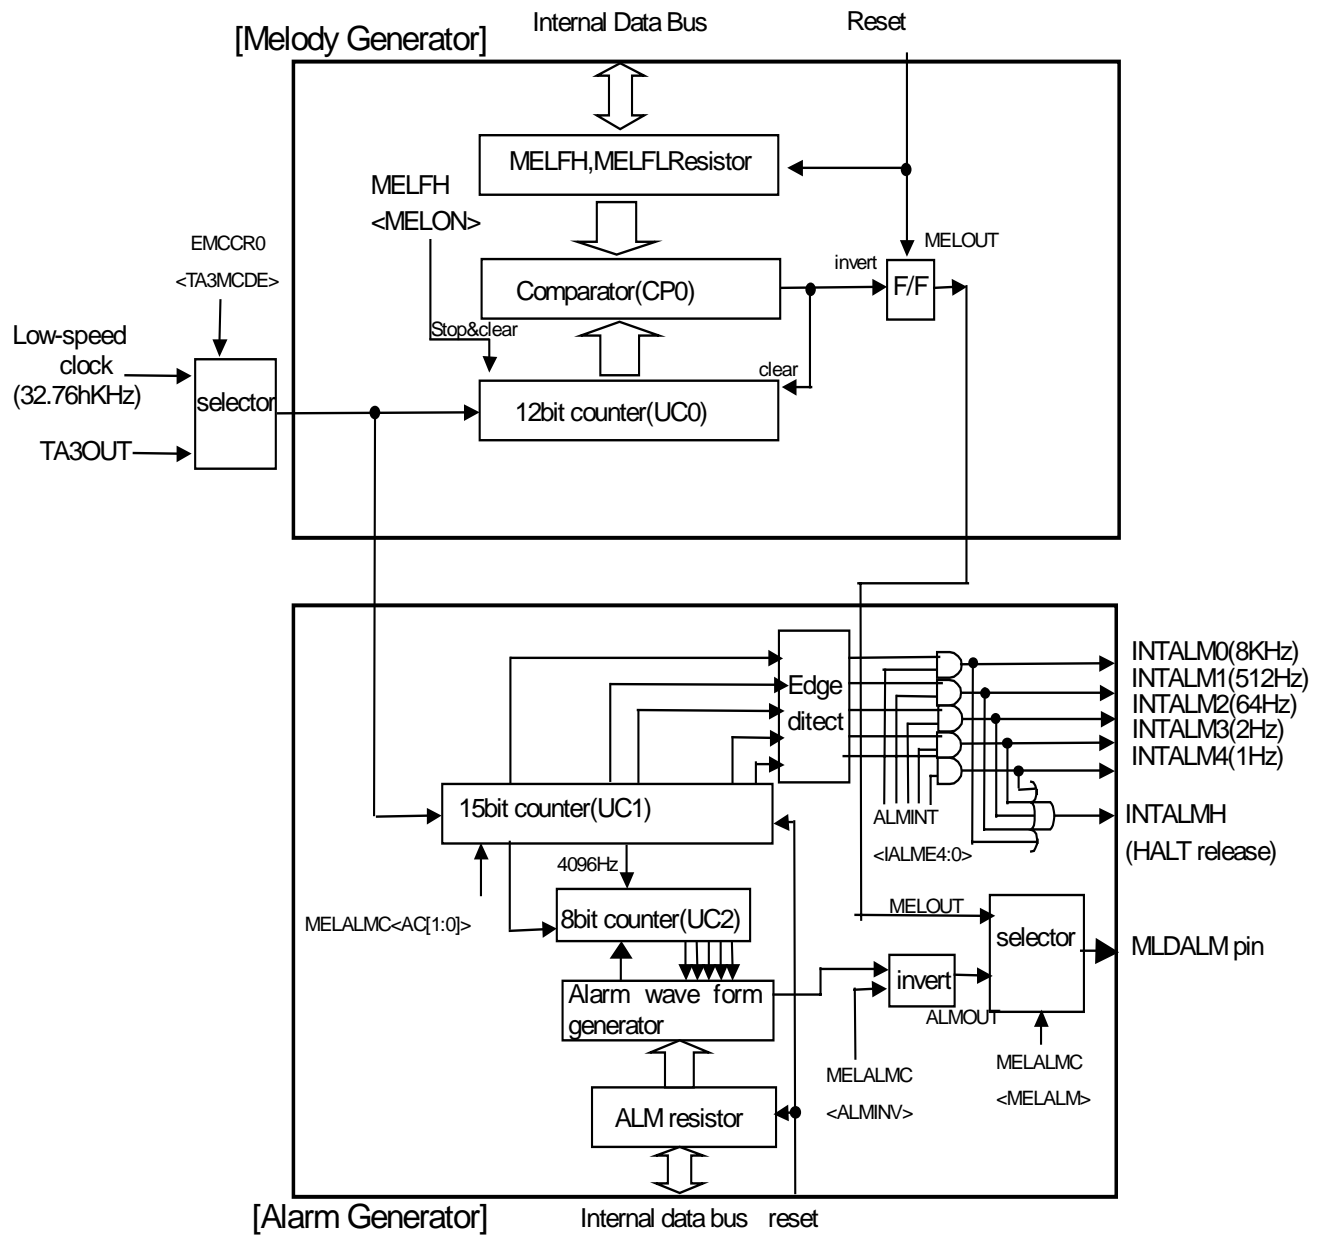 Internal Data Bus
Reset
[Melody Generator]
MELFH,MELFLResistor
MELFH
<MELON>
EMCCR0
<TA3MCDE>
MELOUT
invert
F/F
Comparator(CP0)
Stop&clear
Low-speed
clock
(32.76hKHz)
clear
selector
12bit counter(UC0)
TA3OUT
INTALM0(8KHz)
INTALM1(512Hz)
INTALM2(64Hz)
INTALM3(2Hz)
INTALM4(1Hz)
Edge
ditect
15bit counter(UC1)
ALMINT
<IALME4:0>
INTALMH
(HALT release)
4096Hz
MELALMC<AC[1:0]>
8bit counter(UC2)
MELOUT
selector
MLDALM pin
Alarm wave form
generator
invert
ALMOUT
MELALMC
<ALMINV>
MELALMC
<MELALM>
ALM resistor
[Alarm Generator]
Internal data bus
reset